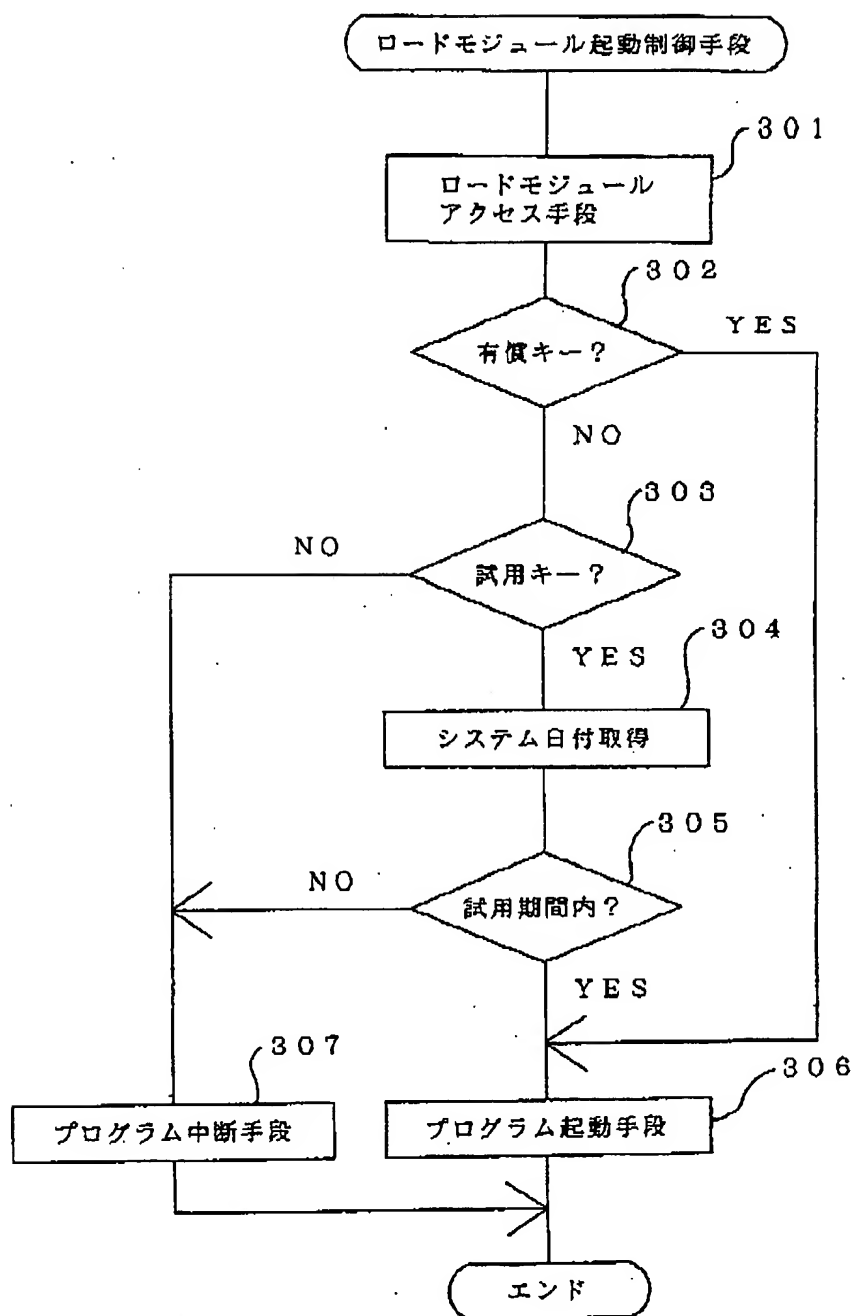 ロードモジュール起動制御手段
301
ロードモジュール
アクセス手段
302
有償キー?
YES
NO
303
試用キー?
NO
YES
304
システム日付取得
305
試用期間内?
NO
YES
307
プログラム中断手段
306
プログラム起動手段
エンド